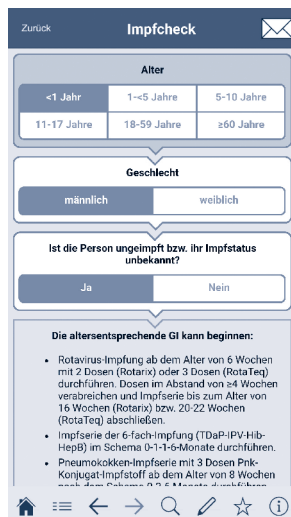 Zurück
Impfcheck
Alter
<1 Jahr
1-<5 Jahre
5-10 Jahre
11-17 Jahre
18-59 Jahre
≥60 Jahre
Geschlecht
männlich
weiblich
Ist die Person ungeimpft bzw. ihr Impfstatus
unbekannt?
Ja
Nein
Die altersentsprechende GI kann beginnen:
• Rotavirus-Impfung ab dem Alter von 6 Wochen
mit 2 Dosen (Rotarix) oder 3 Dosen (RotaTeq)
durchführen. Dosen im Abstand von ≥4 Wochen
verabreichen und Impfserie bis zum Alter von
16 Wochen (Rotarix) bzw. 20-22 Wochen
(RotaTeq) abschließen.
• Impfserie der 6-fach-Impfung (TDaP-IPV-Hib-
HepB) im Schema 0-1-1-6-Monate durchführen.
• Pneumokokken-Impfserie mit 3 Dosen Pnk-
Konjugat-Impfstoff ab dem Alter von 8 Wochen